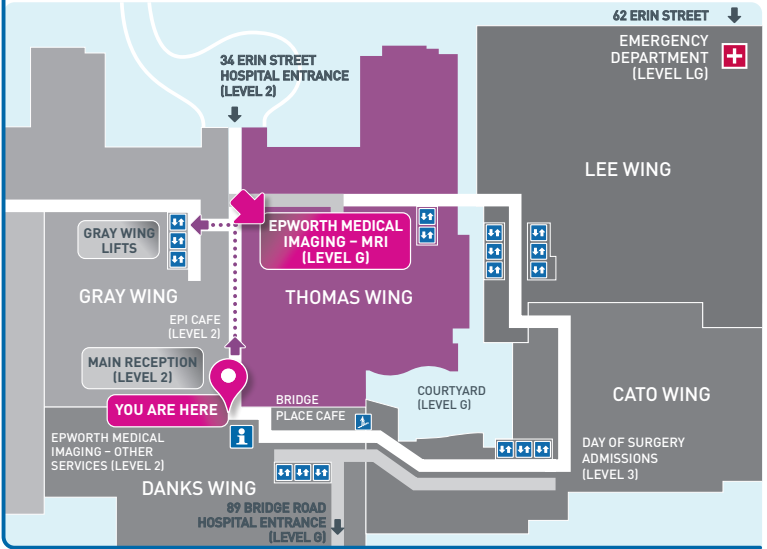 62 ERIN STREET
EMERGENCY
DEPARTMENT
(LEVEL LG)
34 ERIN STREET
HOSPITAL ENTRANCE
(LEVEL 2)
LEE WING
GRAY WING
LIFTS
EPWORTH MEDICAL
IMAGING – MRI
(LEVEL G)
GRAY WING
THOMAS WING
EPI CAFE
(LEVEL 2)
MAIN RECEPTION
(LEVEL 2)
YOU ARE HERE
BRIDGE
PLACE CAFE
COURTYARD
(LEVEL G)
CATO WING
EPWORTH MEDICAL
IMAGING – OTHER
SERVICES (LEVEL 2)
DAY OF SURGERY
ADMISSIONS
(LEVEL 3)
DANKS WING
89 BRIDGE ROAD
HOSPITAL ENTRANCE
(LEVEL G)